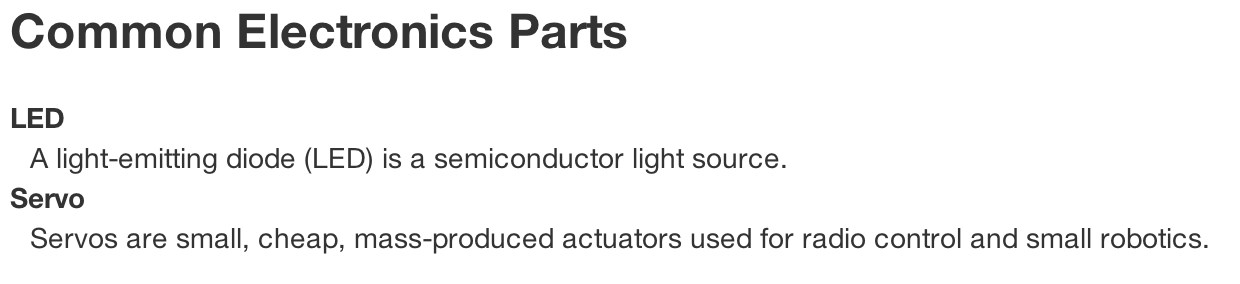 Common Electronics Parts
LED
A light-emitting diode (LED) is a semiconductor light source.
Servo
Servos are small, cheap, mass-produced actuators used for radio control and small robotics.